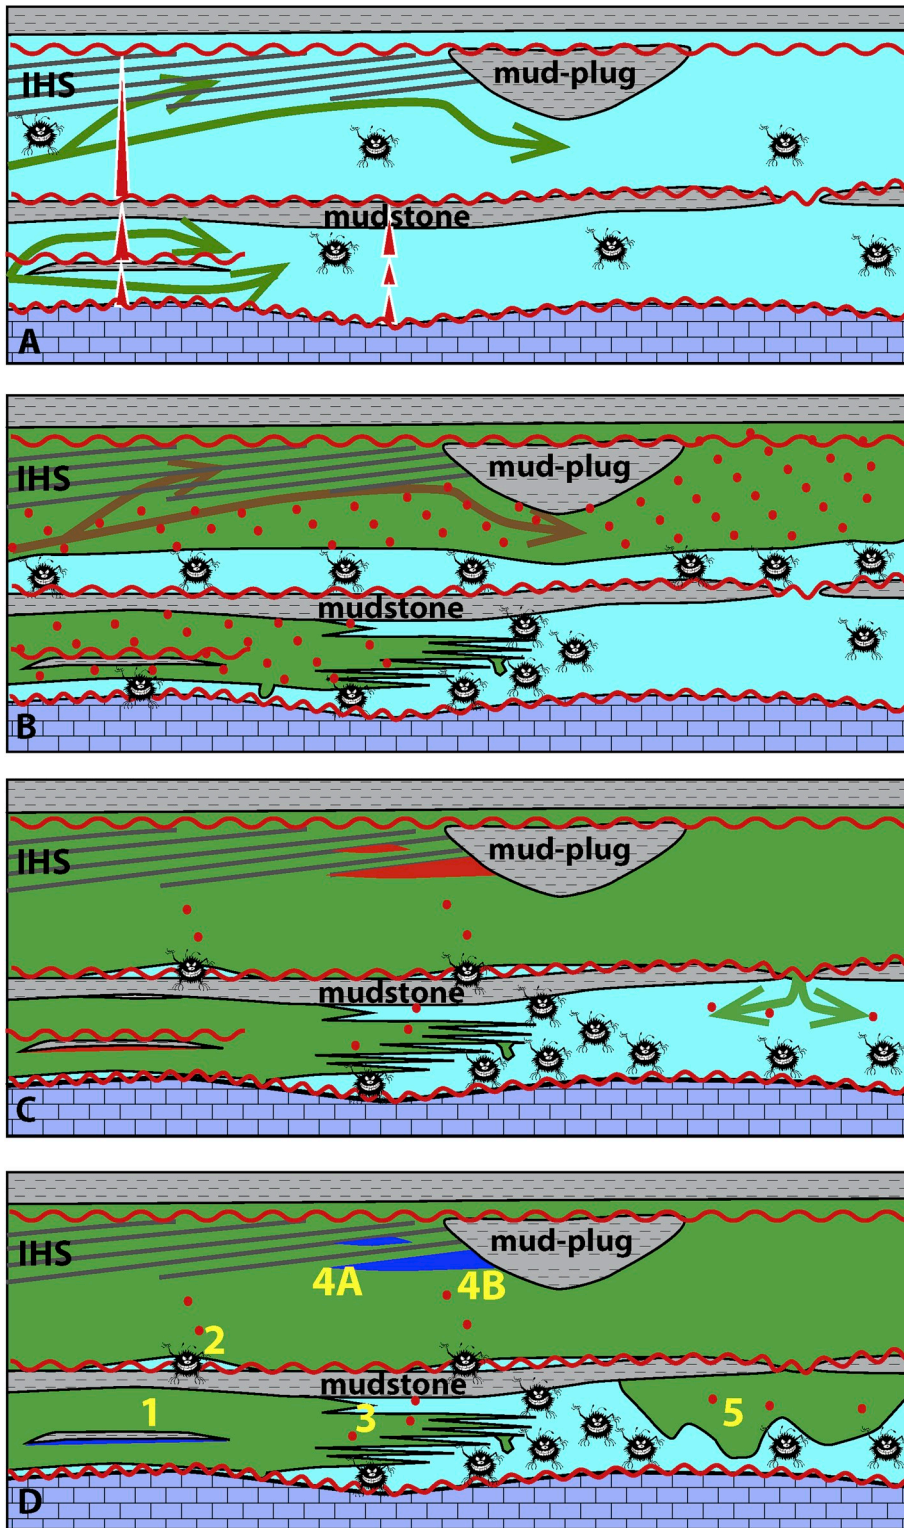 IHS
mud-plug
mudstone
A
IHS
mud-plug
mudstone
B
IHS
mud-plug
mudstone
C
IHS
mud-plug
4A
4B
2
mudstone
1
3
5
D